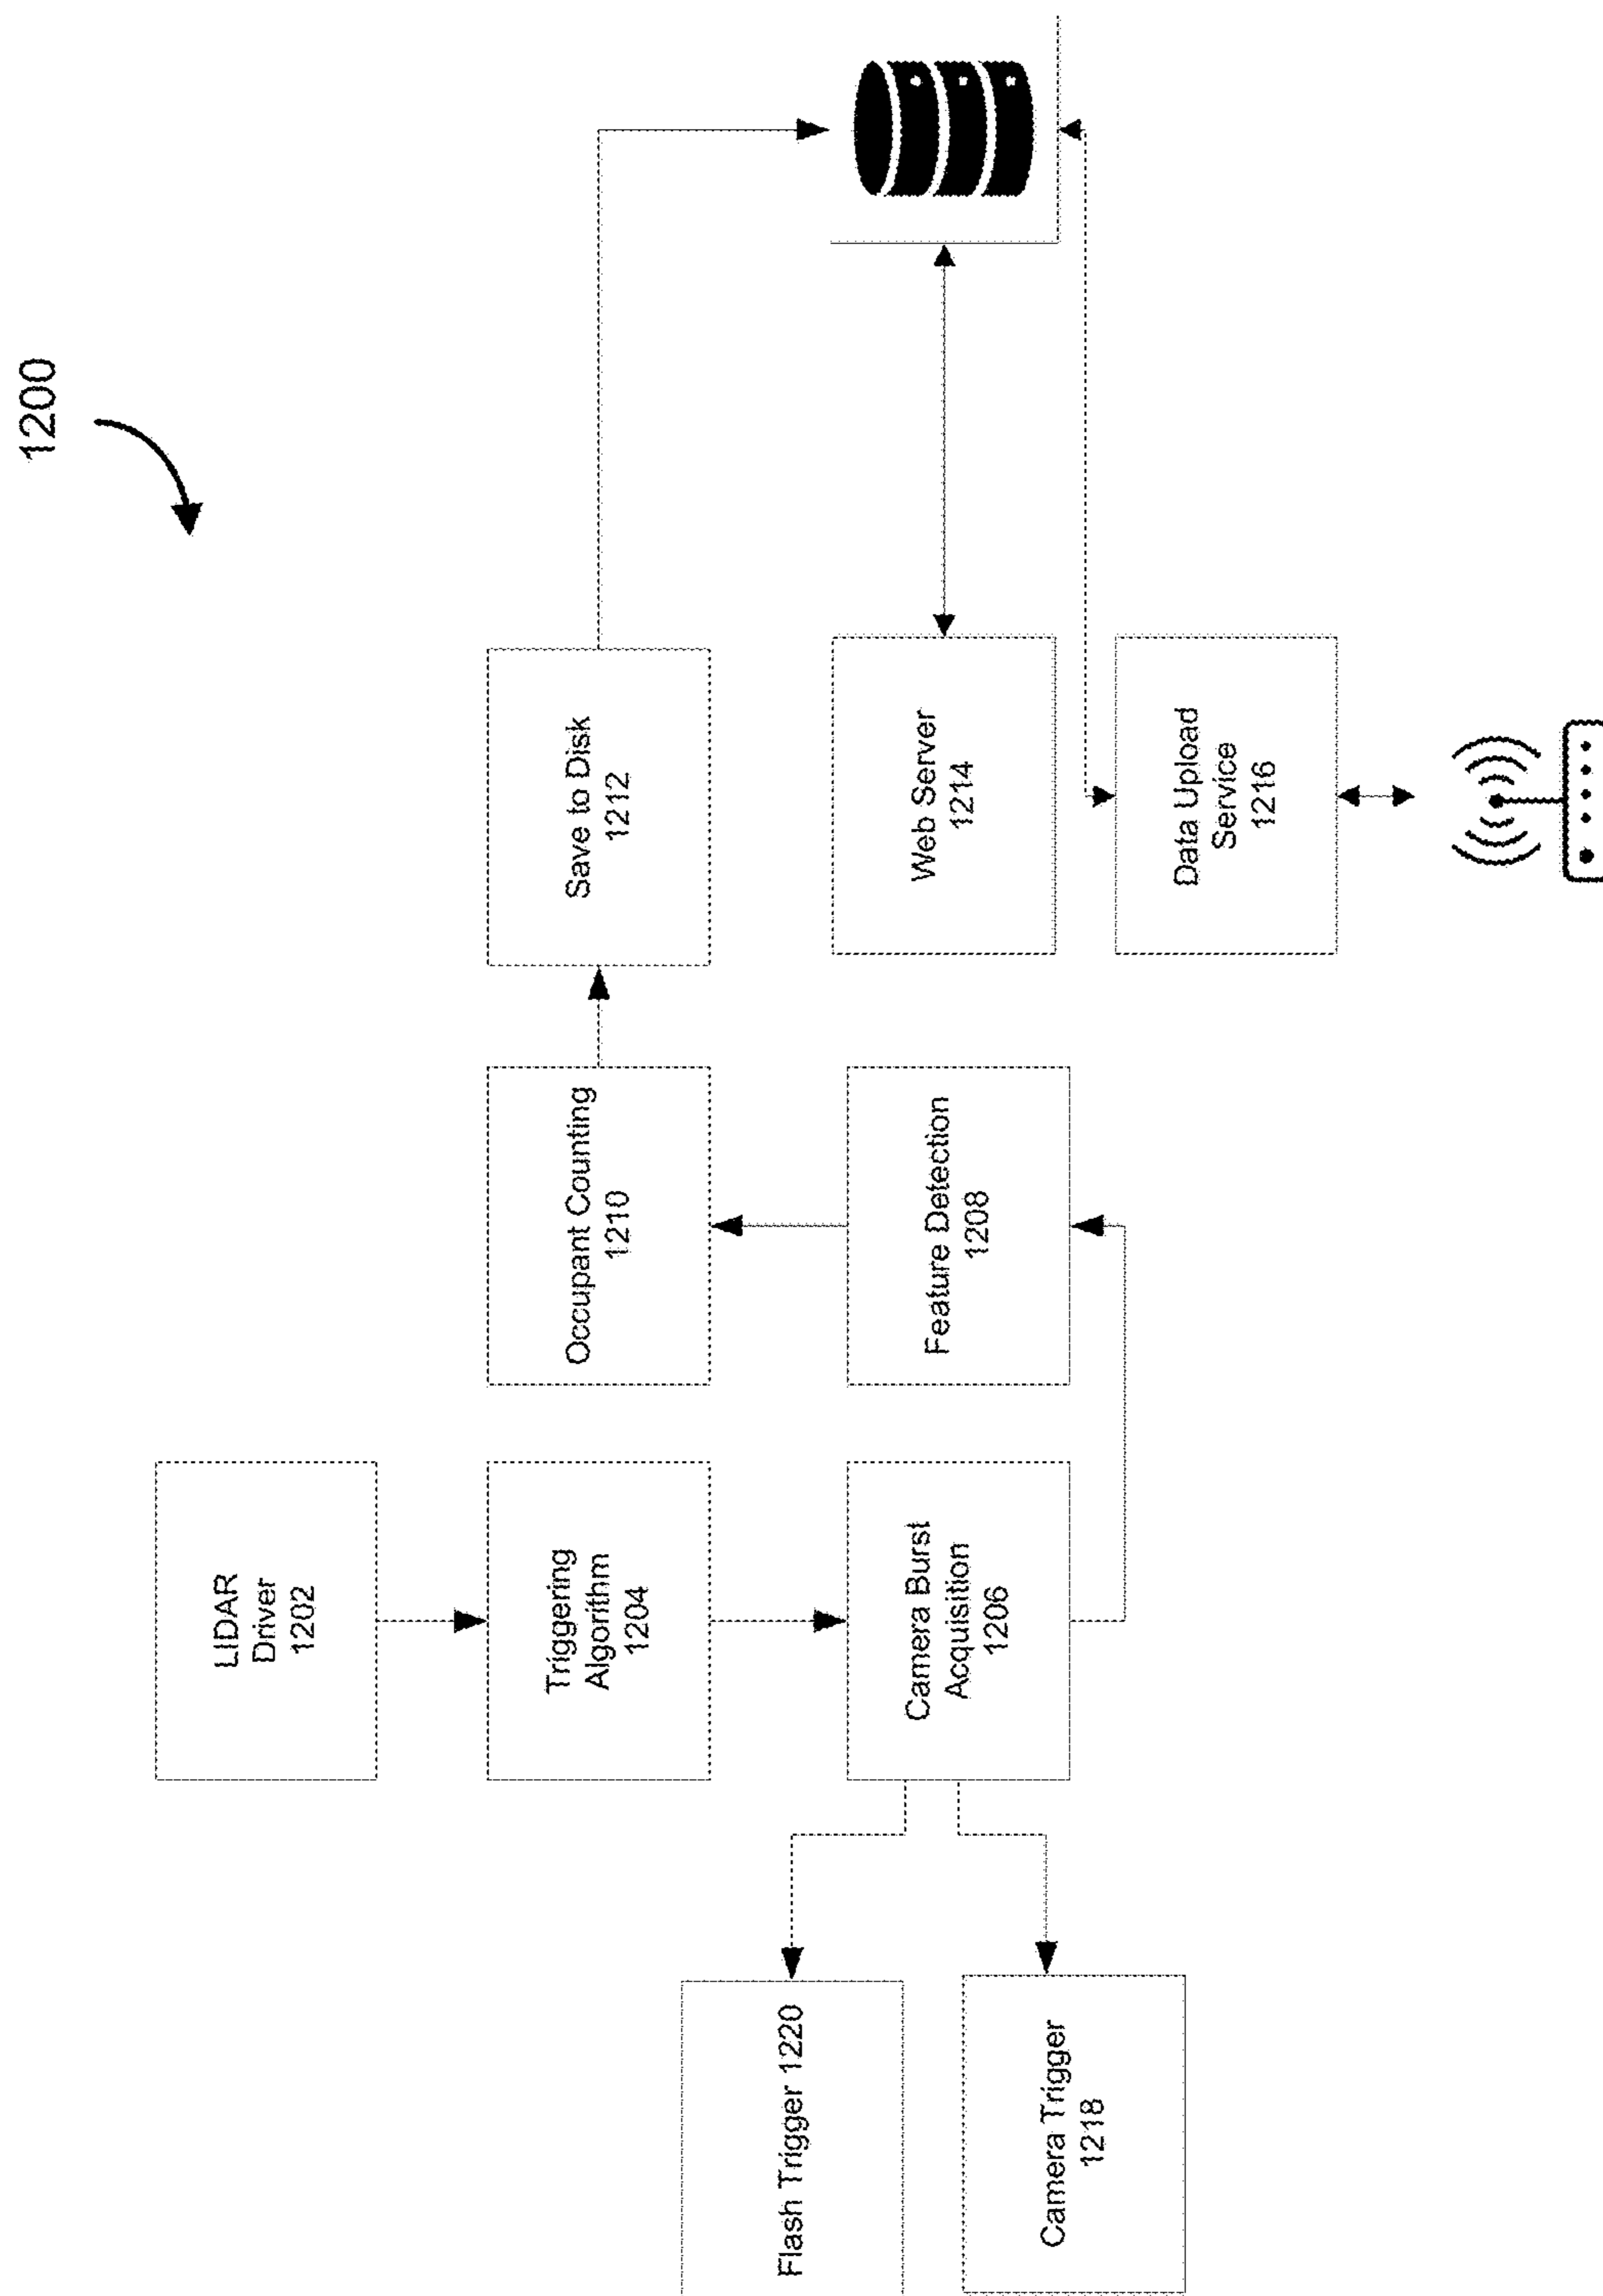 1200
LIDAR
Driver
1202
Triggering
Algorithm
1204
Camera Burst
Acquisition
1206
Flash Trigger 1220
Camera Trigger
1218
Feature Detection
1208
Occupant Counting
1210
Save to Disk
1212
Web Server
1214
Data Upload
Service
1216